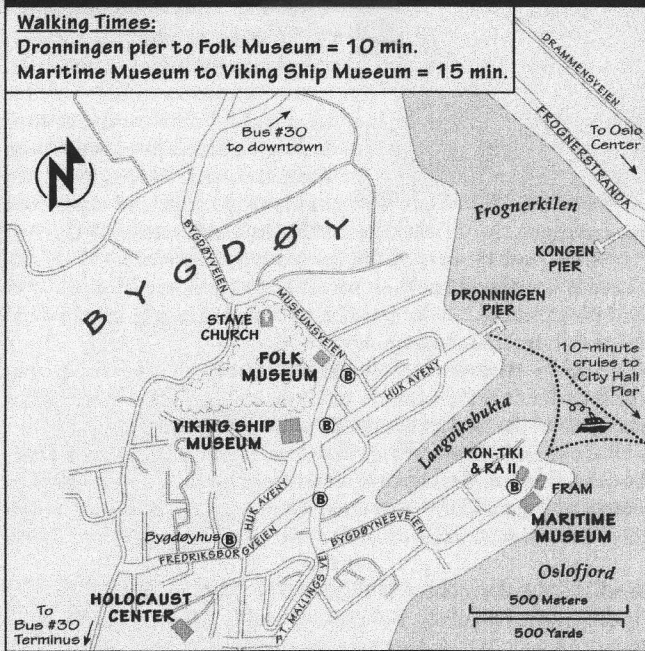 Walking Times:
Dronningen pier to Folk Museum = 10 min.
Maritime Museum to Viking Ship Museum = 15 min.
DRAMMENSVEIEN
FROGNERSTRANDA
To Oslo
Center
Bus #30
to downtown
N
Frognerkilen
KONGEN
PIER
BYGDØY
BYGDØYVEIEN
DRONNINGEN
PIER
MUSEUMSVEIEN
STAVE
CHURCH
FOLK
MUSEUM
B
HUK AVENY
10-minute
cruise to
City Hall
Pier
VIKING SHIP
MUSEUM
B
Langviksbukta
KON-TIKI
& RA II
B
FRAM
MARITIME
MUSEUM
B
HUK AVENY
BYGDØYNESVEIEN
Bygdøyhus
B
FREDRIKSBORGVEIEN
Oslofjord
H.T. MALLINGS VEI
HOLOCAUST
CENTER
500 Meters
500 Yards
To
Bus #30
Terminus